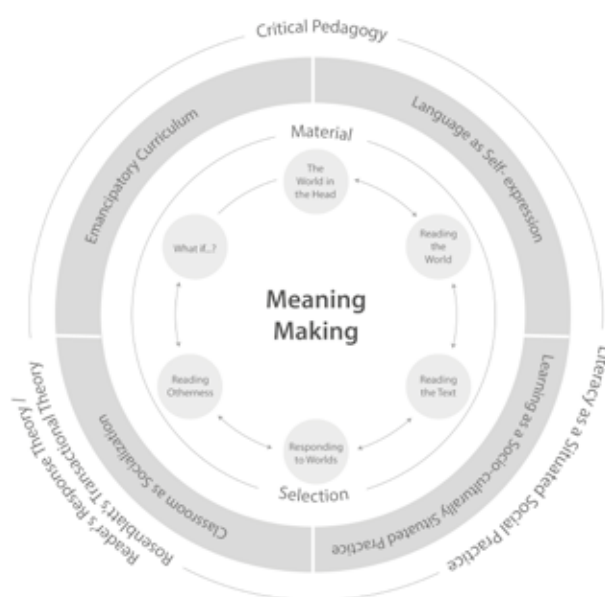 Critical Pedagogy
Emancipatory Curriculum
Language as Self- expression
Material
The
World in
the Head
What if...?
Reading
the
World
Meaning
Making
Reading
Otherness
Reading
the Text
Responding
to Worlds
Selection
Classroom as Socialization
Learning as a Socio-culturally Situated Practice
Reader's Response Theory /
Rosenblatt's Transactional Theory
Literacy as a Situated Social Practice